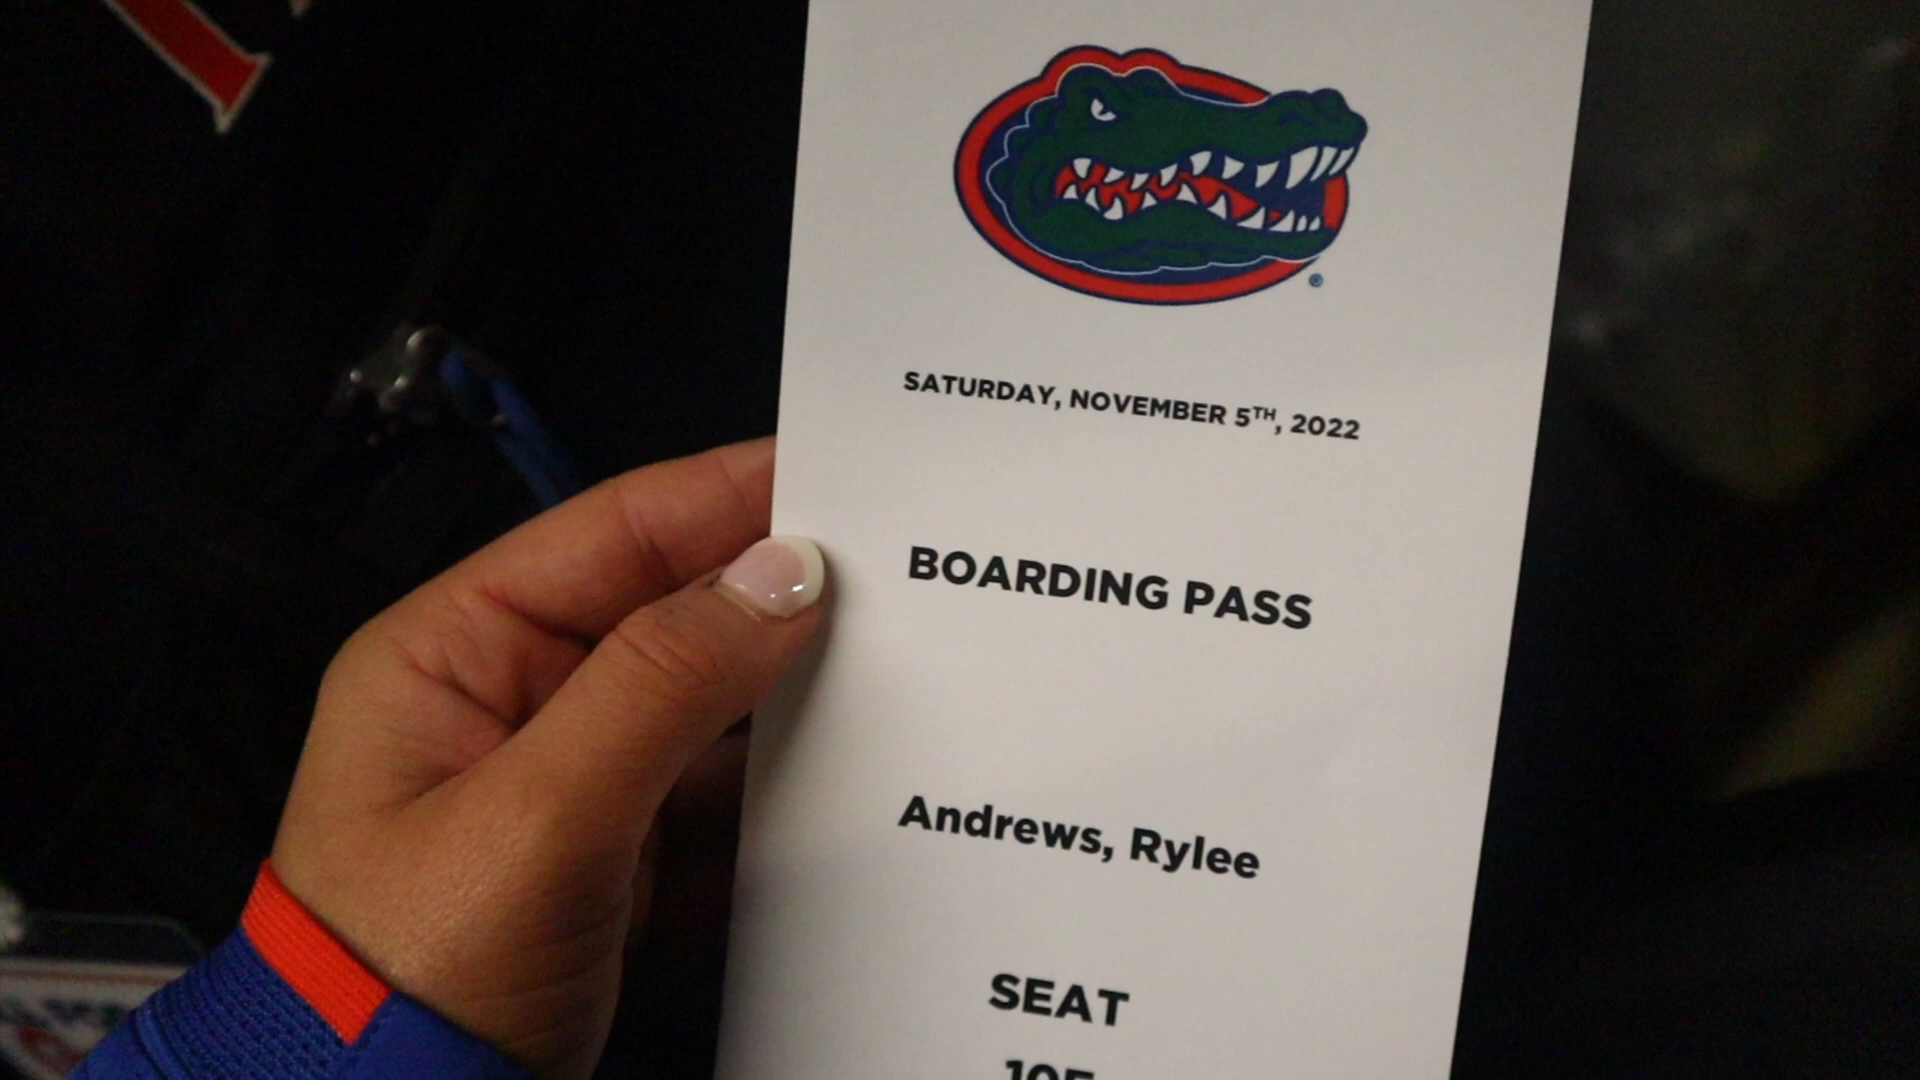 ®
SATURDAY, NOVEMBER 5TH, 2022
BOARDING PASS
Andrews, Rylee
SEAT